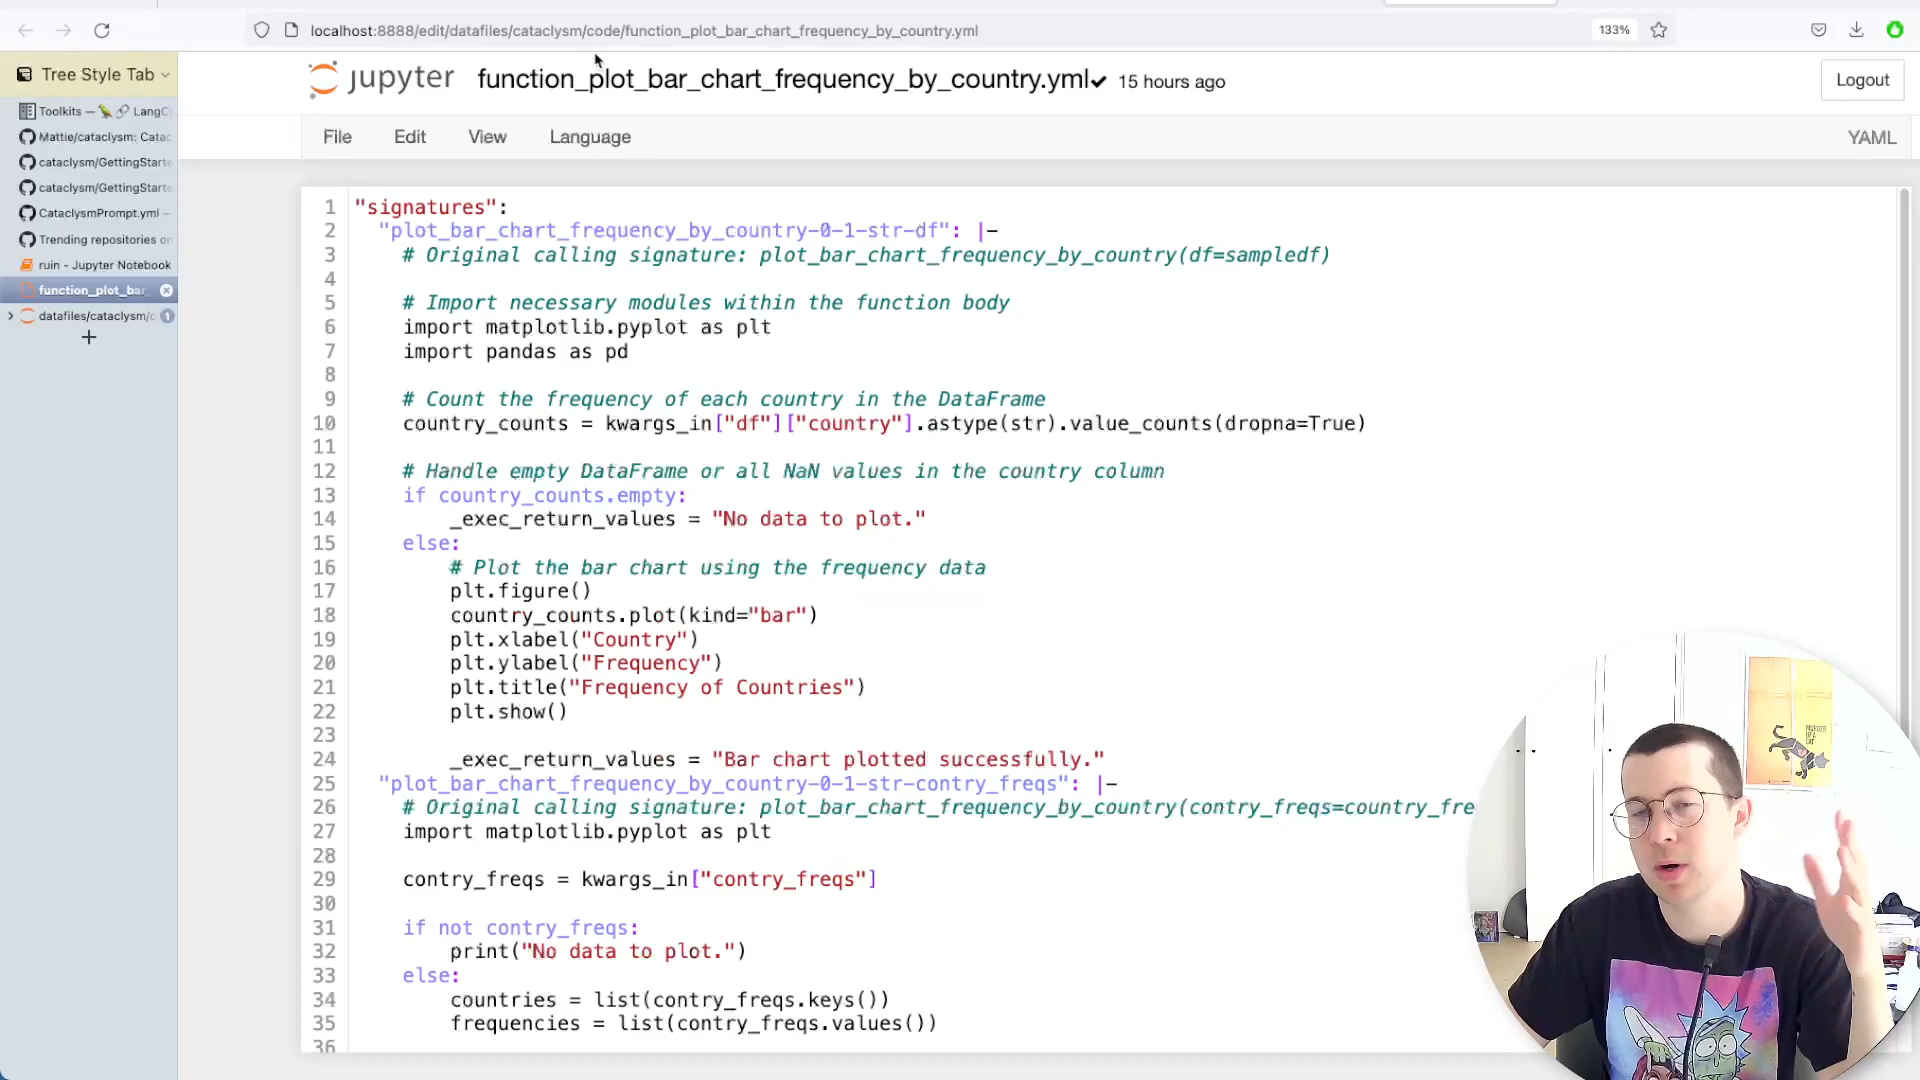 localhost:8888/edit/datafiles/cataclysm/code/function_plot_bar_chart_frequency_by_country.yml
133%
Tree Style Tab
jupyter
function_plot_bar_chart_frequency_by_country.yml
15 hours ago
Logout
Toolkits —
LangC
Mattie/cataclysm: Catac
cataclysm/GettingStarte
cataclysm/GettingStarte
CataclysmPrompt.yml —
Trending repositories on
ruin - Jupyter Notebook
function_plot_bar_
datafiles/cataclysm/c
1
File
Edit
View
Language
YAML
1 "signatures":
2 "plot_bar_chart_frequency_by_country-0-1-str-df": |-
3 # Original calling signature: plot_bar_chart_frequency_by_country(df=sampledf)
4
5 # Import necessary modules within the function body
6 import matplotlib.pyplot as plt
7 import pandas as pd
8
9 # Count the frequency of each country in the DataFrame
10 country_counts = kwargs_in["df"]["country"].astype(str).value_counts(dropna=True)
11
12 # Handle empty DataFrame or all NaN values in the country column
13 if country_counts.empty:
14 _exec_return_values = "No data to plot."
15 else:
16 # Plot the bar chart using the frequency data
17 plt.figure()
18 country_counts.plot(kind="bar")
19 plt.xlabel("Country")
20 plt.ylabel("Frequency")
21 plt.title("Frequency of Countries")
22 plt.show()
23
24 _exec_return_values = "Bar chart plotted successfully."
25 "plot_bar_chart_frequency_by_country-0-1-str-contry_freqs": |-
26 # Original calling signature: plot_bar_chart_frequency_by_country(contry_freqs=country_fre
27 import matplotlib.pyplot as plt
28
29 contry_freqs = kwargs_in["contry_freqs"]
30
31 if not contry_freqs:
32 print("No data to plot.")
33 else:
34 countries = list(contry_freqs.keys())
35 frequencies = list(contry_freqs.values())
36
MURDER
OF A
CAT